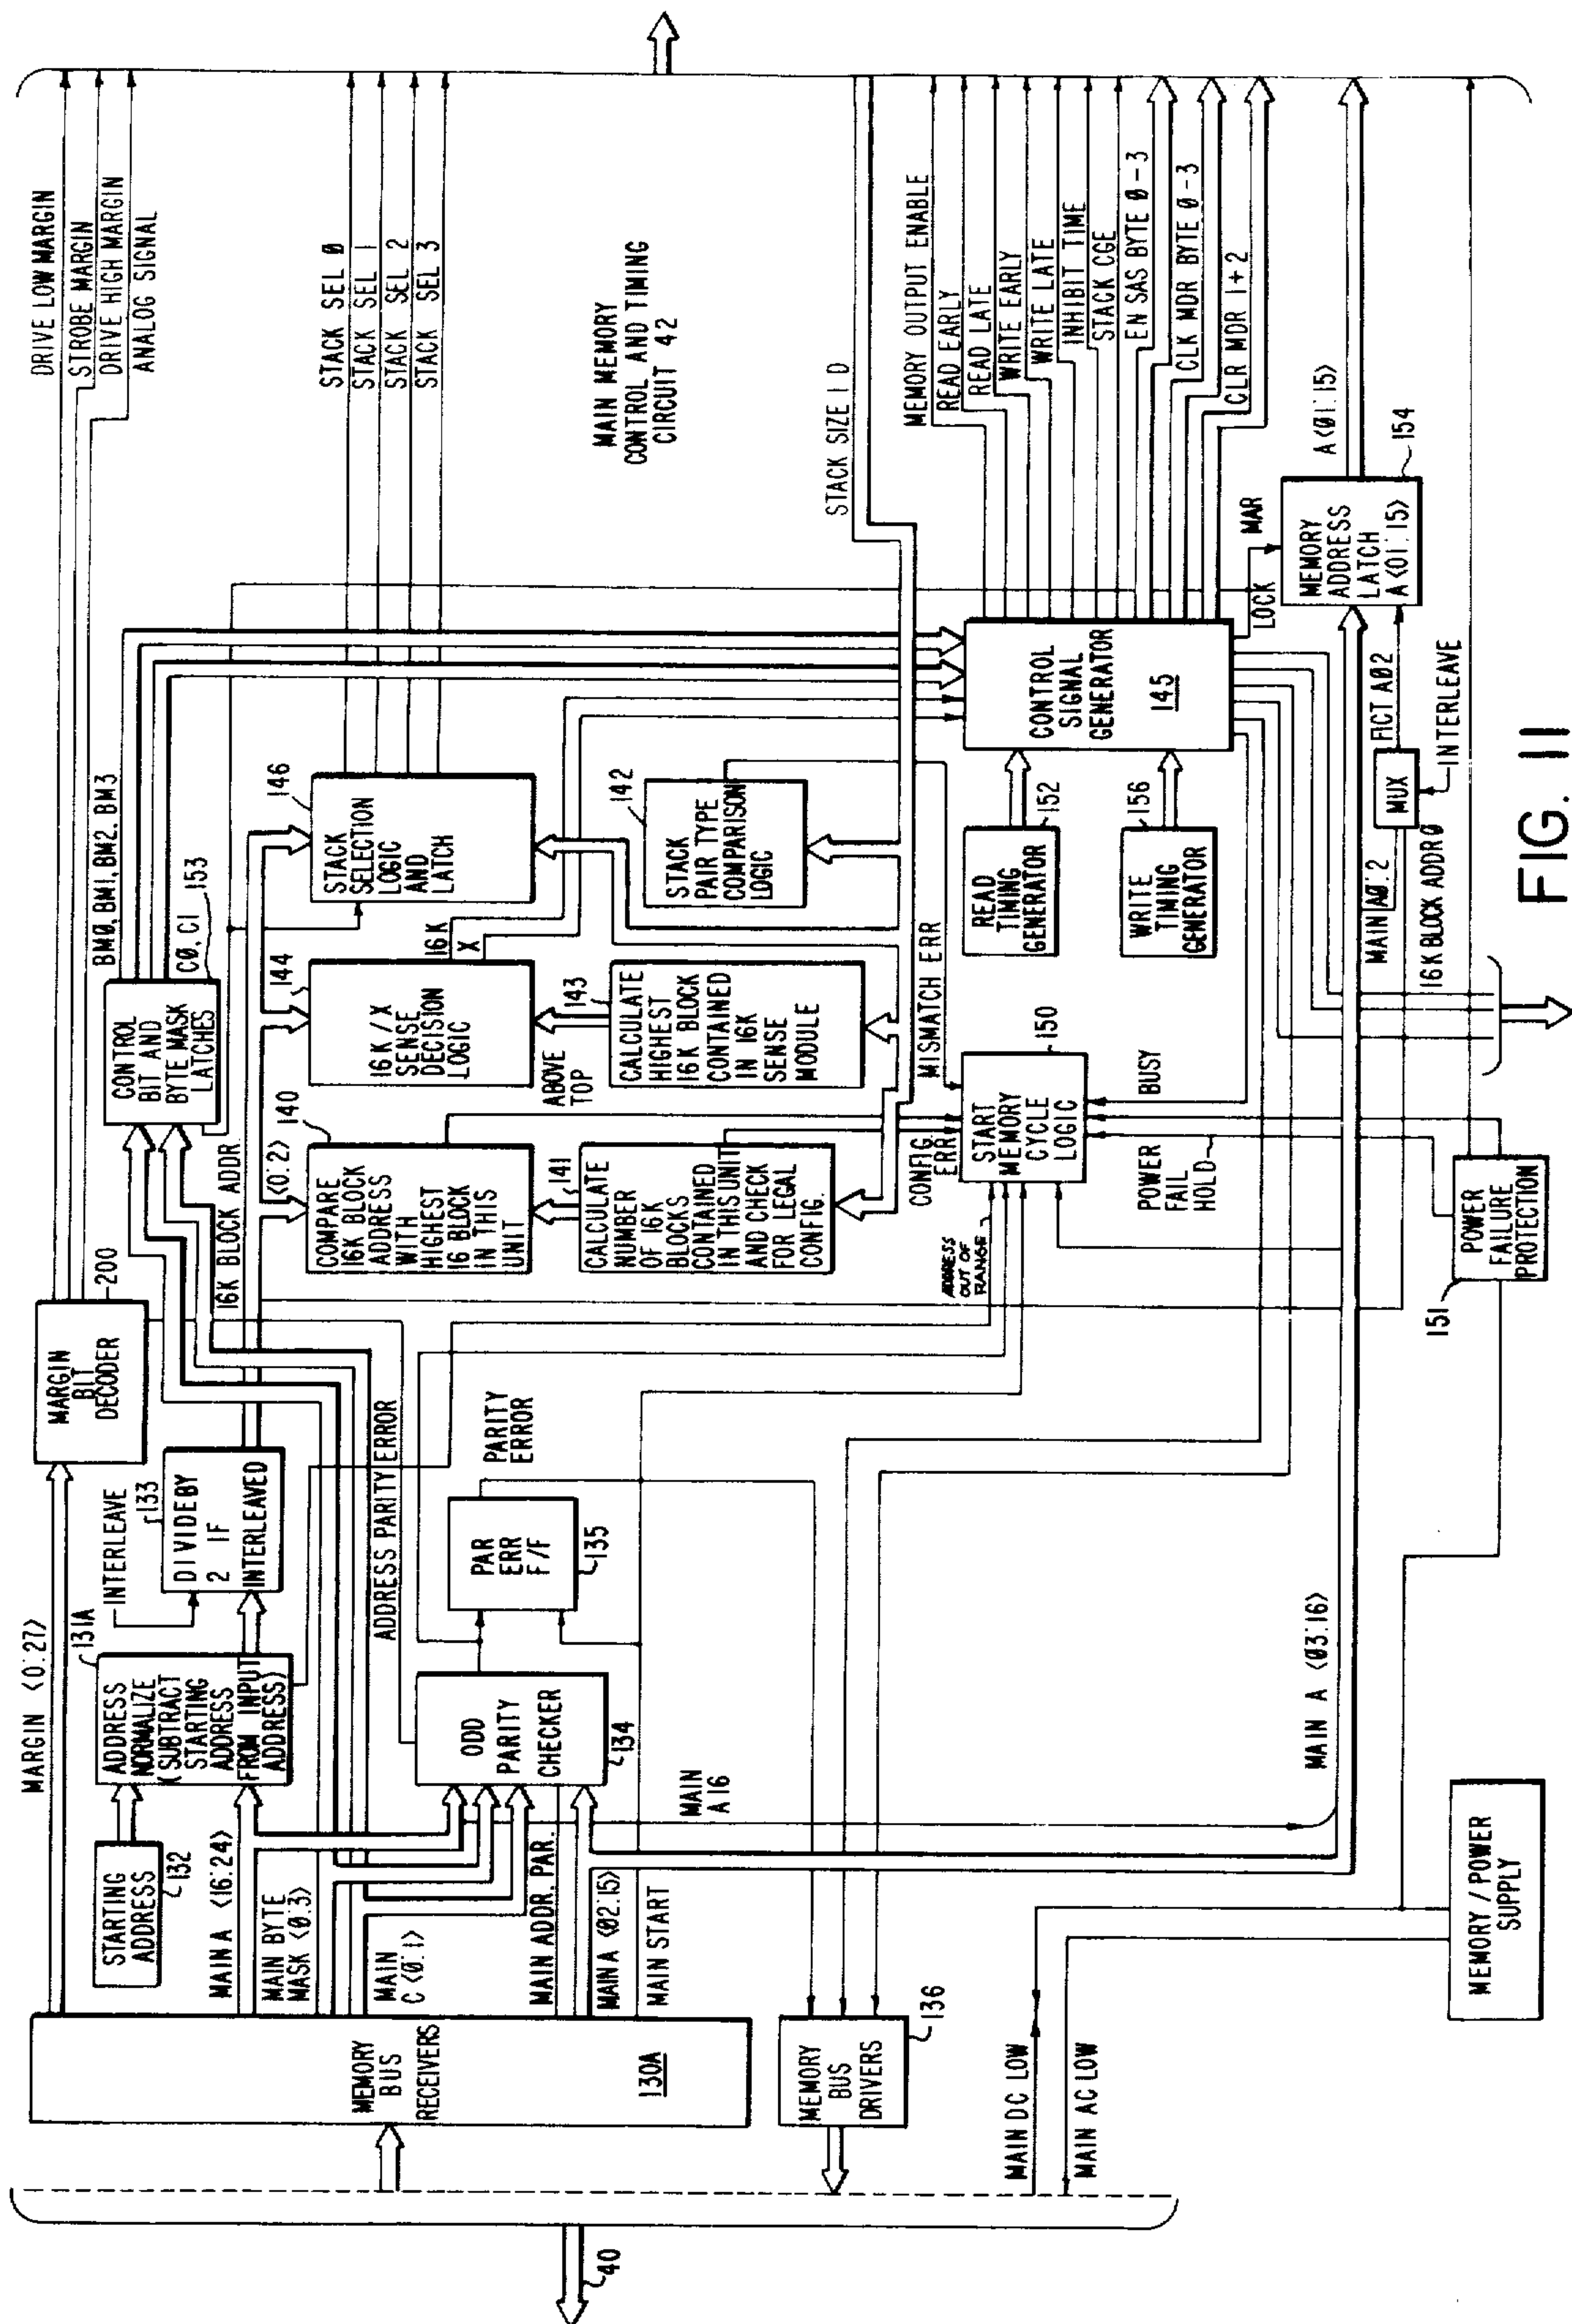 DRIVE LOW MARGIN
STROBE MARGIN
DRIVE HIGH MARGIN
ANALOG SIGNAL
STACK SEL 0
STACK SEL 1
STACK SEL 2
STACK SEL 3
MAIN MEMORY
CONTROL AND TIMING
CIRCUIT 42
STACK SIZE I D
MEMORY OUTPUT ENABLE
READ EARLY
READ LATE
WRITE EARLY
WRITE LATE
INHIBIT TIME
STACK CGE
EN SAS BYTE 0-3
CLK MDR BYTE 0-3
CLR MDR 1+2
A<01:15>
154
MEMORY
ADDRESS
LATCH
A<01:15>
LOCK MAR
FICT A02
INTERLEAVE
MUX
MAIN A0:2
16K BLOCK ADDR 0
BM0, BM1, BM2, BM3
C0, C1
153
CONTROL
BIT AND
BYTE MASK
LATCHES
146
STACK
SELECTION
LOGIC
AND
LATCH
142
STACK
PAIR TYPE
COMPARISON
LOGIC
CONTROL
SIGNAL
GENERATOR
145
152
READ
TIMING
GENERATOR
156
WRITE
TIMING
GENERATOR
144
16K
X
16K/X
SENSE
DECISION
LOGIC
143
CALCULATE
HIGHEST
16K BLOCK
CONTAINED
IN 16K
SENSE
MODULE
MISMATCH ERR
150
START
MEMORY
CYCLE
LOGIC
BUSY
CONFIG.
ERR
POWER
FAIL
HOLD
ADDRESS
OUT OF
RANGE
ABOVE
TOP
140
COMPARE
16K BLOCK
ADDRESS
WITH
HIGHEST
16 BLOCK
IN THIS
UNIT
141
CALCULATE
NUMBER
OF 16K
BLOCKS
CONTAINED
IN THIS UNIT
AND CHECK
FOR LEGAL
CONFIG.
16K BLOCK ADDR
<0:2>
POWER
FAILURE
PROTECTION
151
200
MARGIN
BIT
DECODER
MARGIN <0:27>
INTERLEAVE
133
DIVIDE BY
2 IF
INTERLEAVED
131A
ADDRESS
NORMALIZE
(SUBTRACT
STARTING
ADDRESS
FROM INPUT
ADDRESS)
STARTING
ADDRESS
132
ADDRESS PARITY ERROR
PARITY
ERROR
PAR
ERR
F/F
135
ODD
PARITY
CHECKER
134
MAIN
A16
MAIN A <03:16>
MAIN A <16:24>
MAIN BYTE
MASK <0:3>
MAIN
C <0:1>
MAIN ADDR. PAR.
MAIN A <02:15>
MAIN START
MEMORY
BUS
RECEIVERS
130A
MEMORY
BUS
DRIVERS
136
MAIN DC LOW
MAIN AC LOW
MEMORY / POWER
SUPPLY
40
FIG. 11